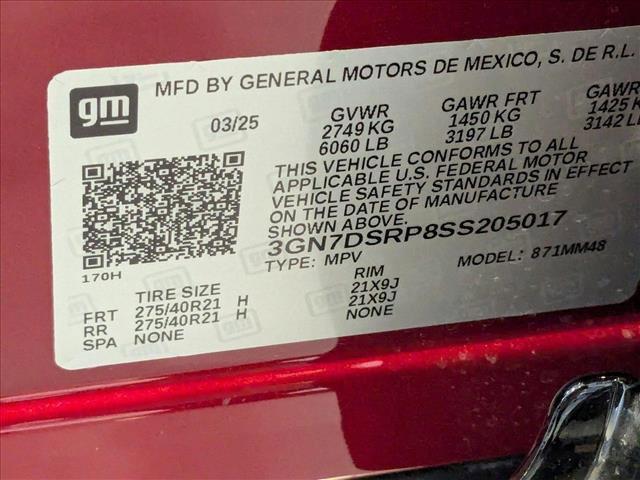 MFD BY GENERAL MOTORS DE MEXICO, S. DE R.L.
gm
03/25 GVWR GAWR FRT GAWR
2749 KG 1450 KG 1425 K
6060 LB 3197 LB 3142 L
THIS VEHICLE CONFORMS TO ALL
APPLICABLE U.S. FEDERAL MOTOR
VEHICLE SAFETY STANDARDS IN EFFECT
ON THE DATE OF MANUFACTURE
SHOWN ABOVE.
3GN7DSRP8SS205017
170H TYPE: MPV MODEL: 871MM48
TIRE SIZE RIM
FRT 275/40R21 H 21X9J
RR 275/40R21 H 21X9J
SPA NONE NONE